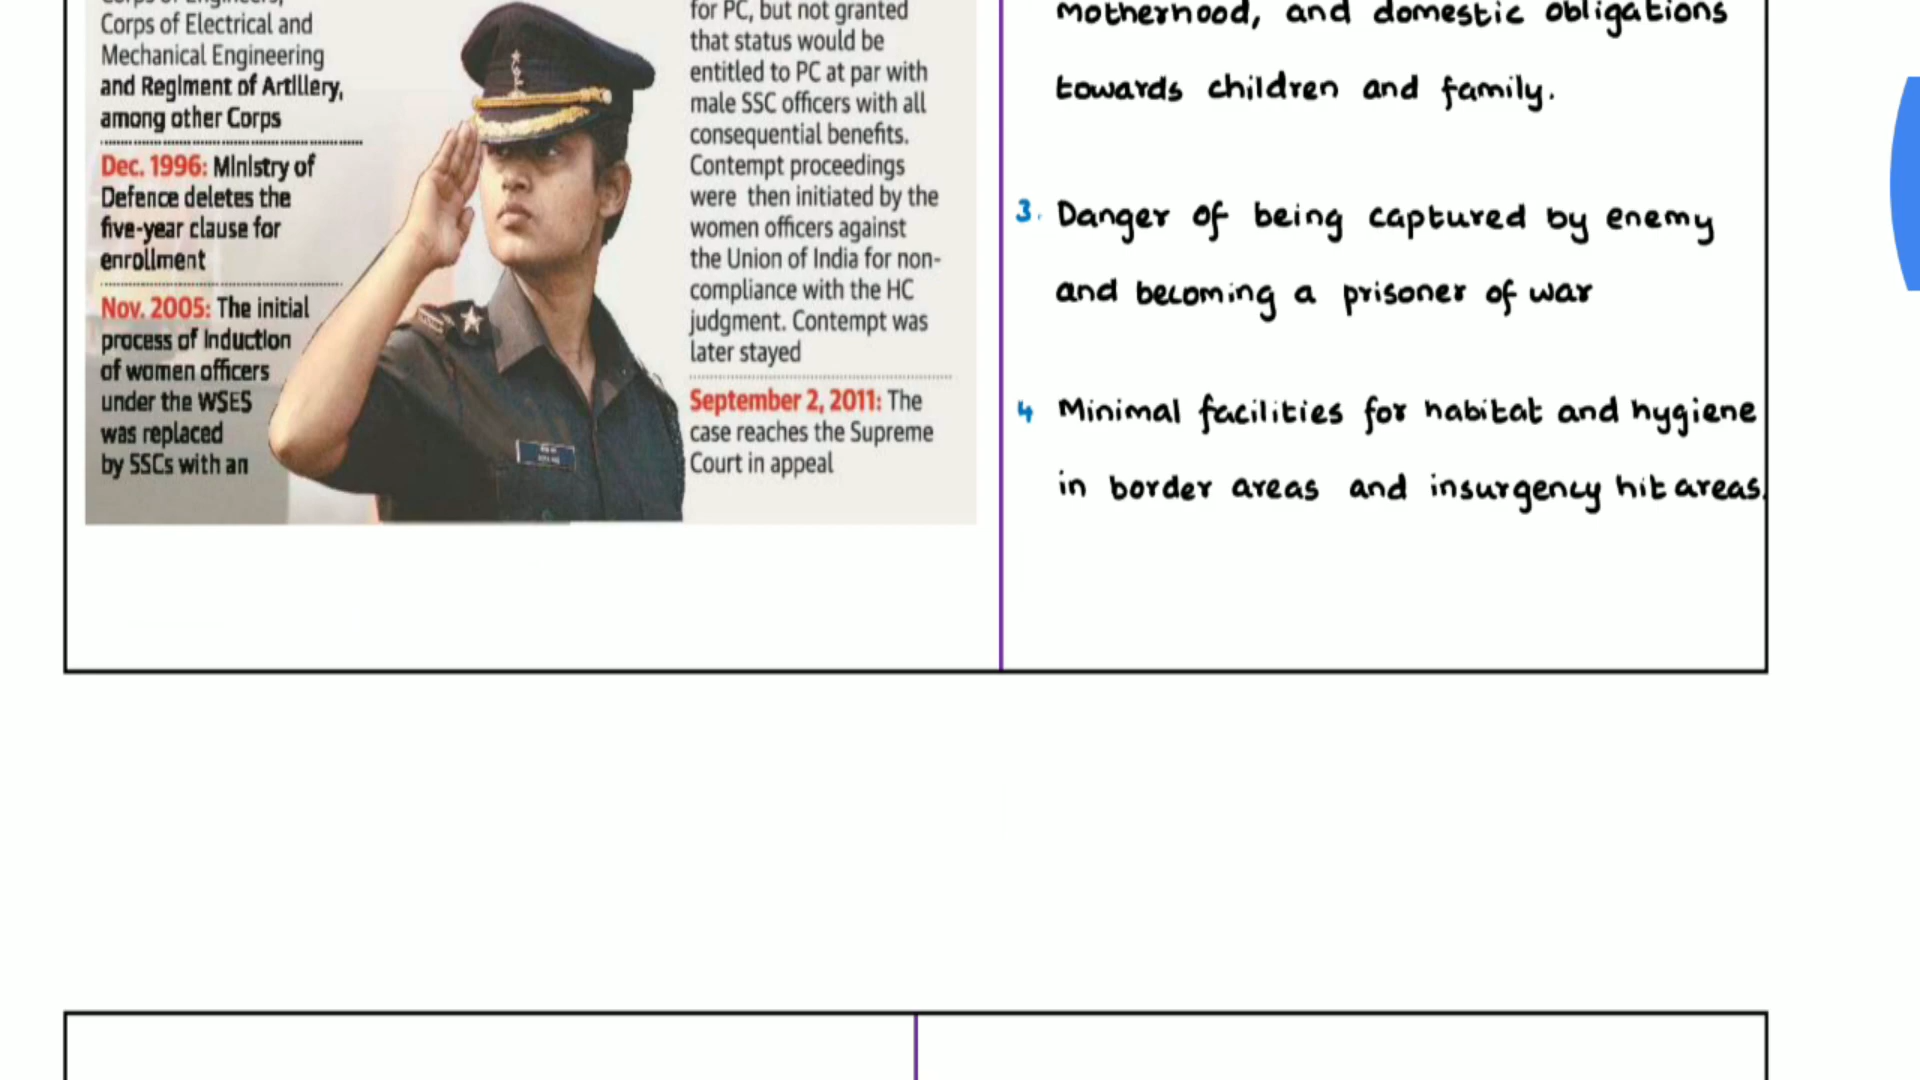 Corps of Engineers,
Corps of Electrical and
Mechanical Engineering
and Regiment of Artillery,
among other Corps
Dec. 1996: Ministry of
Defence deletes the
five-year clause for
enrollment
Nov. 2005: The initial
process of induction
of women officers
under the WSES
was replaced
by SSCs with an
for PC, but not granted
that status would be
entitled to PC at par with
male SSC officers with all
consequential benefits.
Contempt proceedings
were then initiated by the
women officers against
the Union of India for non-
compliance with the HC
judgment. Contempt was
later stayed
September 2, 2011: The
case reaches the Supreme
Court in appeal
motherhood, and domestic obligations
towards children and family.
3. Danger of being captured by enemy
and becoming a prisoner of war
4 Minimal facilities for habitat and hygiene
in border areas and insurgency hit areas.